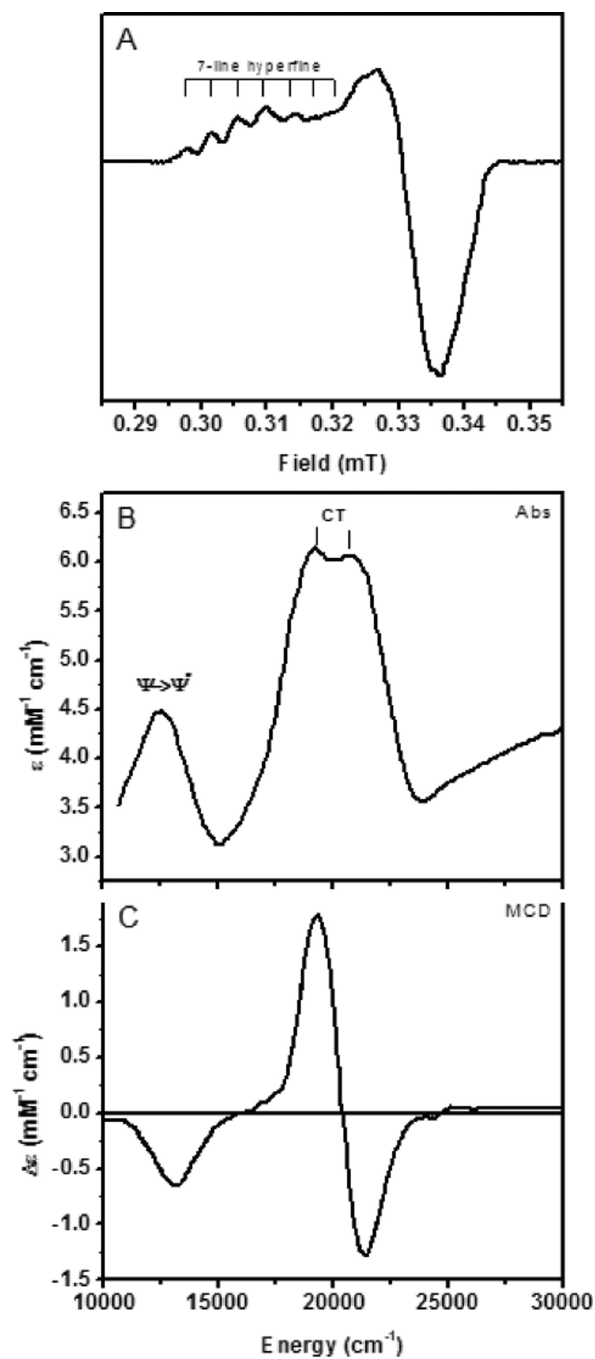 A
7-line hyperfine
0.29 0.30 0.31 0.32 0.33 0.34 0.35
Field (mT)
B
CT
Abs
Ψ->Ψ*
6.5
6.0
5.5
5.0
4.5
4.0
3.5
3.0
ε (mM⁻¹ cm⁻¹)
C
MCD
1.5
1.0
0.5
0.0
-0.5
-1.0
-1.5
Δε (mM⁻¹ cm⁻¹)
10000 15000 20000 25000 30000
Energy (cm⁻¹)